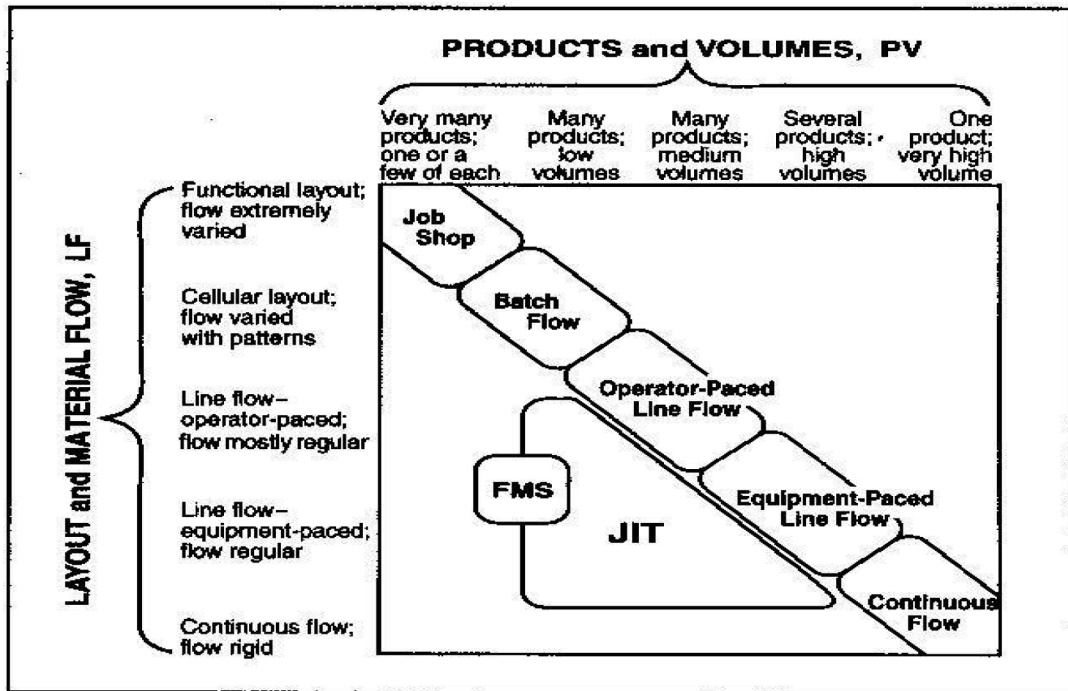 PRODUCTS and VOLUMES, PV
Very many
products;
one or a
few of each
Many
products;
low
volumes
Many
products;
medium
volumes
Several
products;
high
volumes
One
product;
very high
volume
LAYOUT and MATERIAL FLOW, LF
Functional layout;
flow extremely
varied
Cellular layout;
flow varied
with patterns
Line flow–
operator-paced;
flow mostly regular
Line flow–
equipment-paced;
flow regular
Continuous flow;
flow rigid
Job
Shop
Batch
Flow
Operator-Paced
Line Flow
Equipment-Paced
Line Flow
Continuous
Flow
FMS
JIT